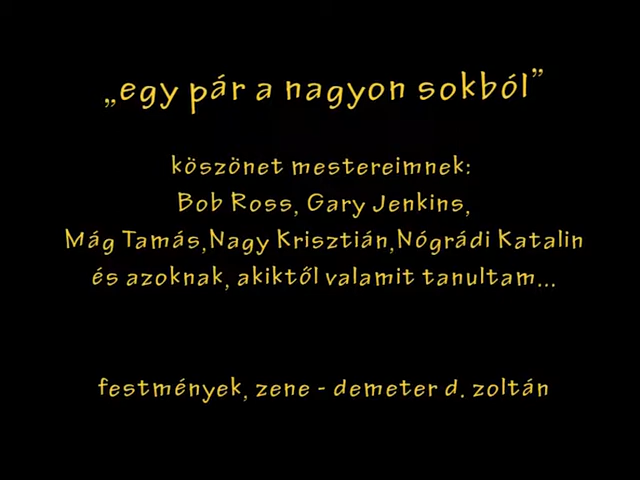 „egy pár a nagyon sokból”
köszönet mestereimnek:
Bob Ross, Gary Jenkins,
Mág Tamás,Nagy Krisztián,Nógrádi Katalin
és azoknak, akiktől valamit tanultam...
festmények, zene - demeter d. zoltán